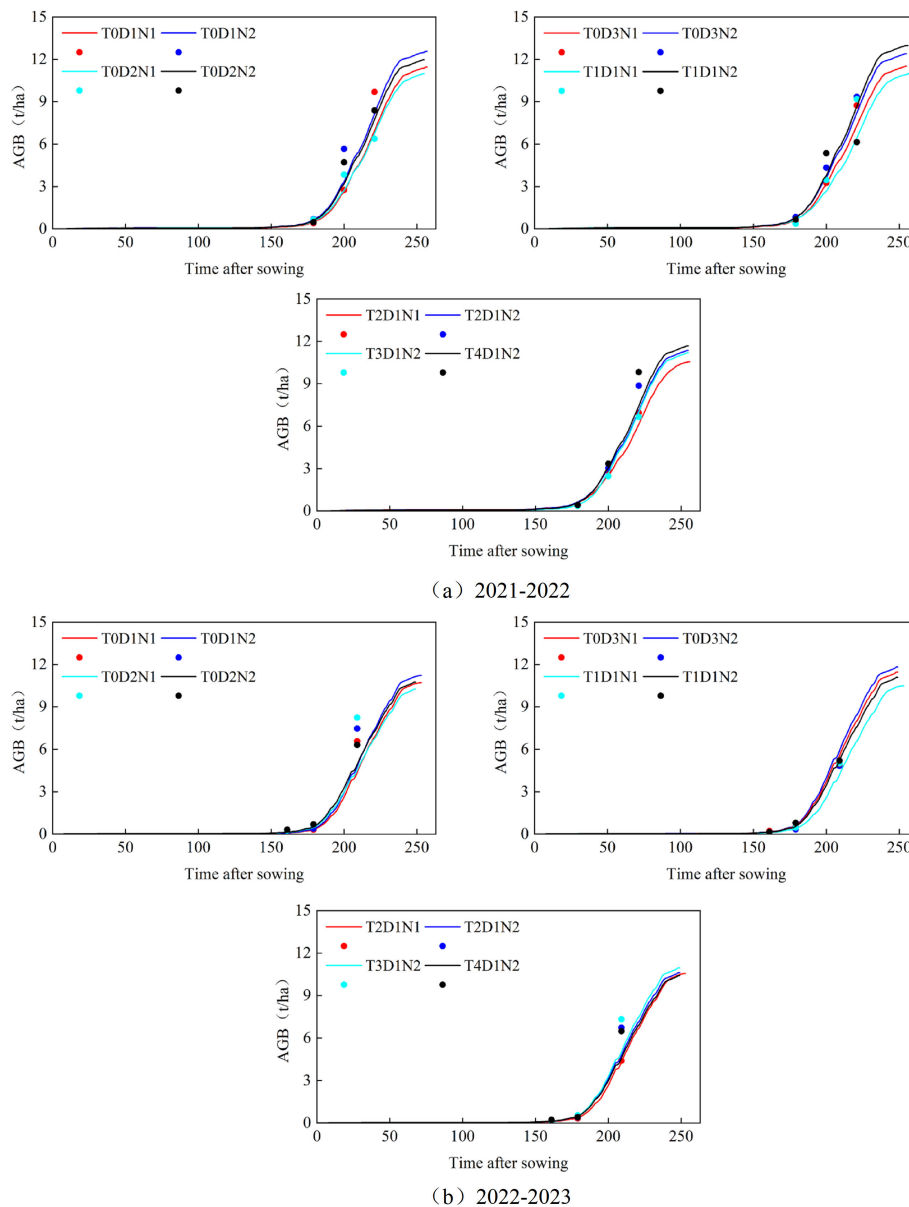 15
12
9
6
3
0
AGB（t/ha）
T0D1N1
T0D1N2
T0D2N1
T0D2N2
0 50 100 150 200 250
Time after sowing
15
12
9
6
3
0
AGB（t/ha）
T0D3N1
T0D3N2
T1D1N1
T1D1N2
0 50 100 150 200 250
Time after sowing
15
12
9
6
3
0
AGB（t/ha）
T2D1N1
T2D1N2
T3D1N2
T4D1N2
0 50 100 150 200 250
Time after sowing
（a）2021-2022
15
12
9
6
3
0
AGB（t/ha）
T0D1N1
T0D1N2
T0D2N1
T0D2N2
0 50 100 150 200 250
Time after sowing
15
12
9
6
3
0
AGB（t/ha）
T0D3N1
T0D3N2
T1D1N1
T1D1N2
0 50 100 150 200 250
Time after sowing
15
12
9
6
3
0
AGB（t/ha）
T2D1N1
T2D1N2
T3D1N2
T4D1N2
0 50 100 150 200 250
Time after sowing
（b）2022-2023